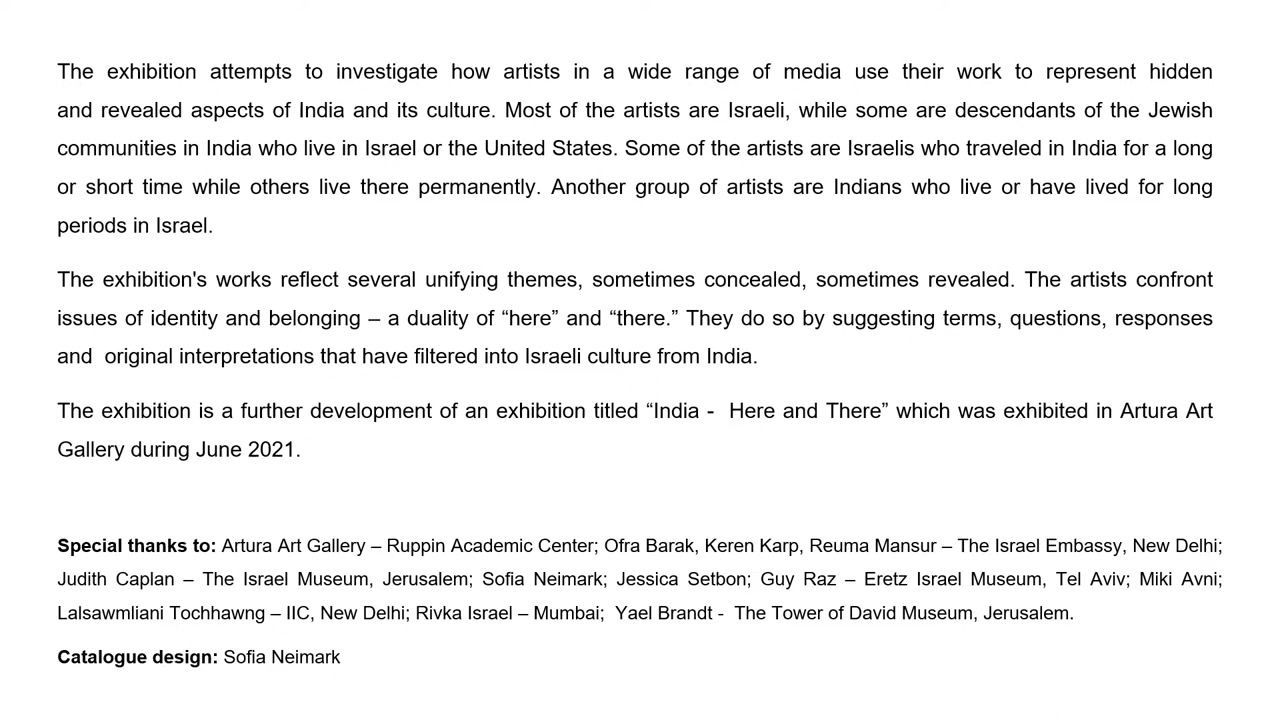 The exhibition attempts to investigate how artists in a wide range of media use their work to represent hidden
and revealed aspects of India and its culture. Most of the artists are Israeli, while some are descendants of the Jewish
communities in India who live in Israel or the United States. Some of the artists are Israelis who traveled in India for a long
or short time while others live there permanently. Another group of artists are Indians who live or have lived for long
periods in Israel.
The exhibition's works reflect several unifying themes, sometimes concealed, sometimes revealed. The artists confront
issues of identity and belonging – a duality of “here” and “there.” They do so by suggesting terms, questions, responses
and  original interpretations that have filtered into Israeli culture from India.
The exhibition is a further development of an exhibition titled “India -  Here and There” which was exhibited in Artura Art
Gallery during June 2021.
Special thanks to: Artura Art Gallery – Ruppin Academic Center; Ofra Barak, Keren Karp, Reuma Mansur – The Israel Embassy, New Delhi;
Judith Caplan – The Israel Museum, Jerusalem; Sofia Neimark; Jessica Setbon; Guy Raz – Eretz Israel Museum, Tel Aviv; Miki Avni;
Lalsawmliani Tochhawng – IIC, New Delhi; Rivka Israel – Mumbai;  Yael Brandt -  The Tower of David Museum, Jerusalem.
Catalogue design: Sofia Neimark